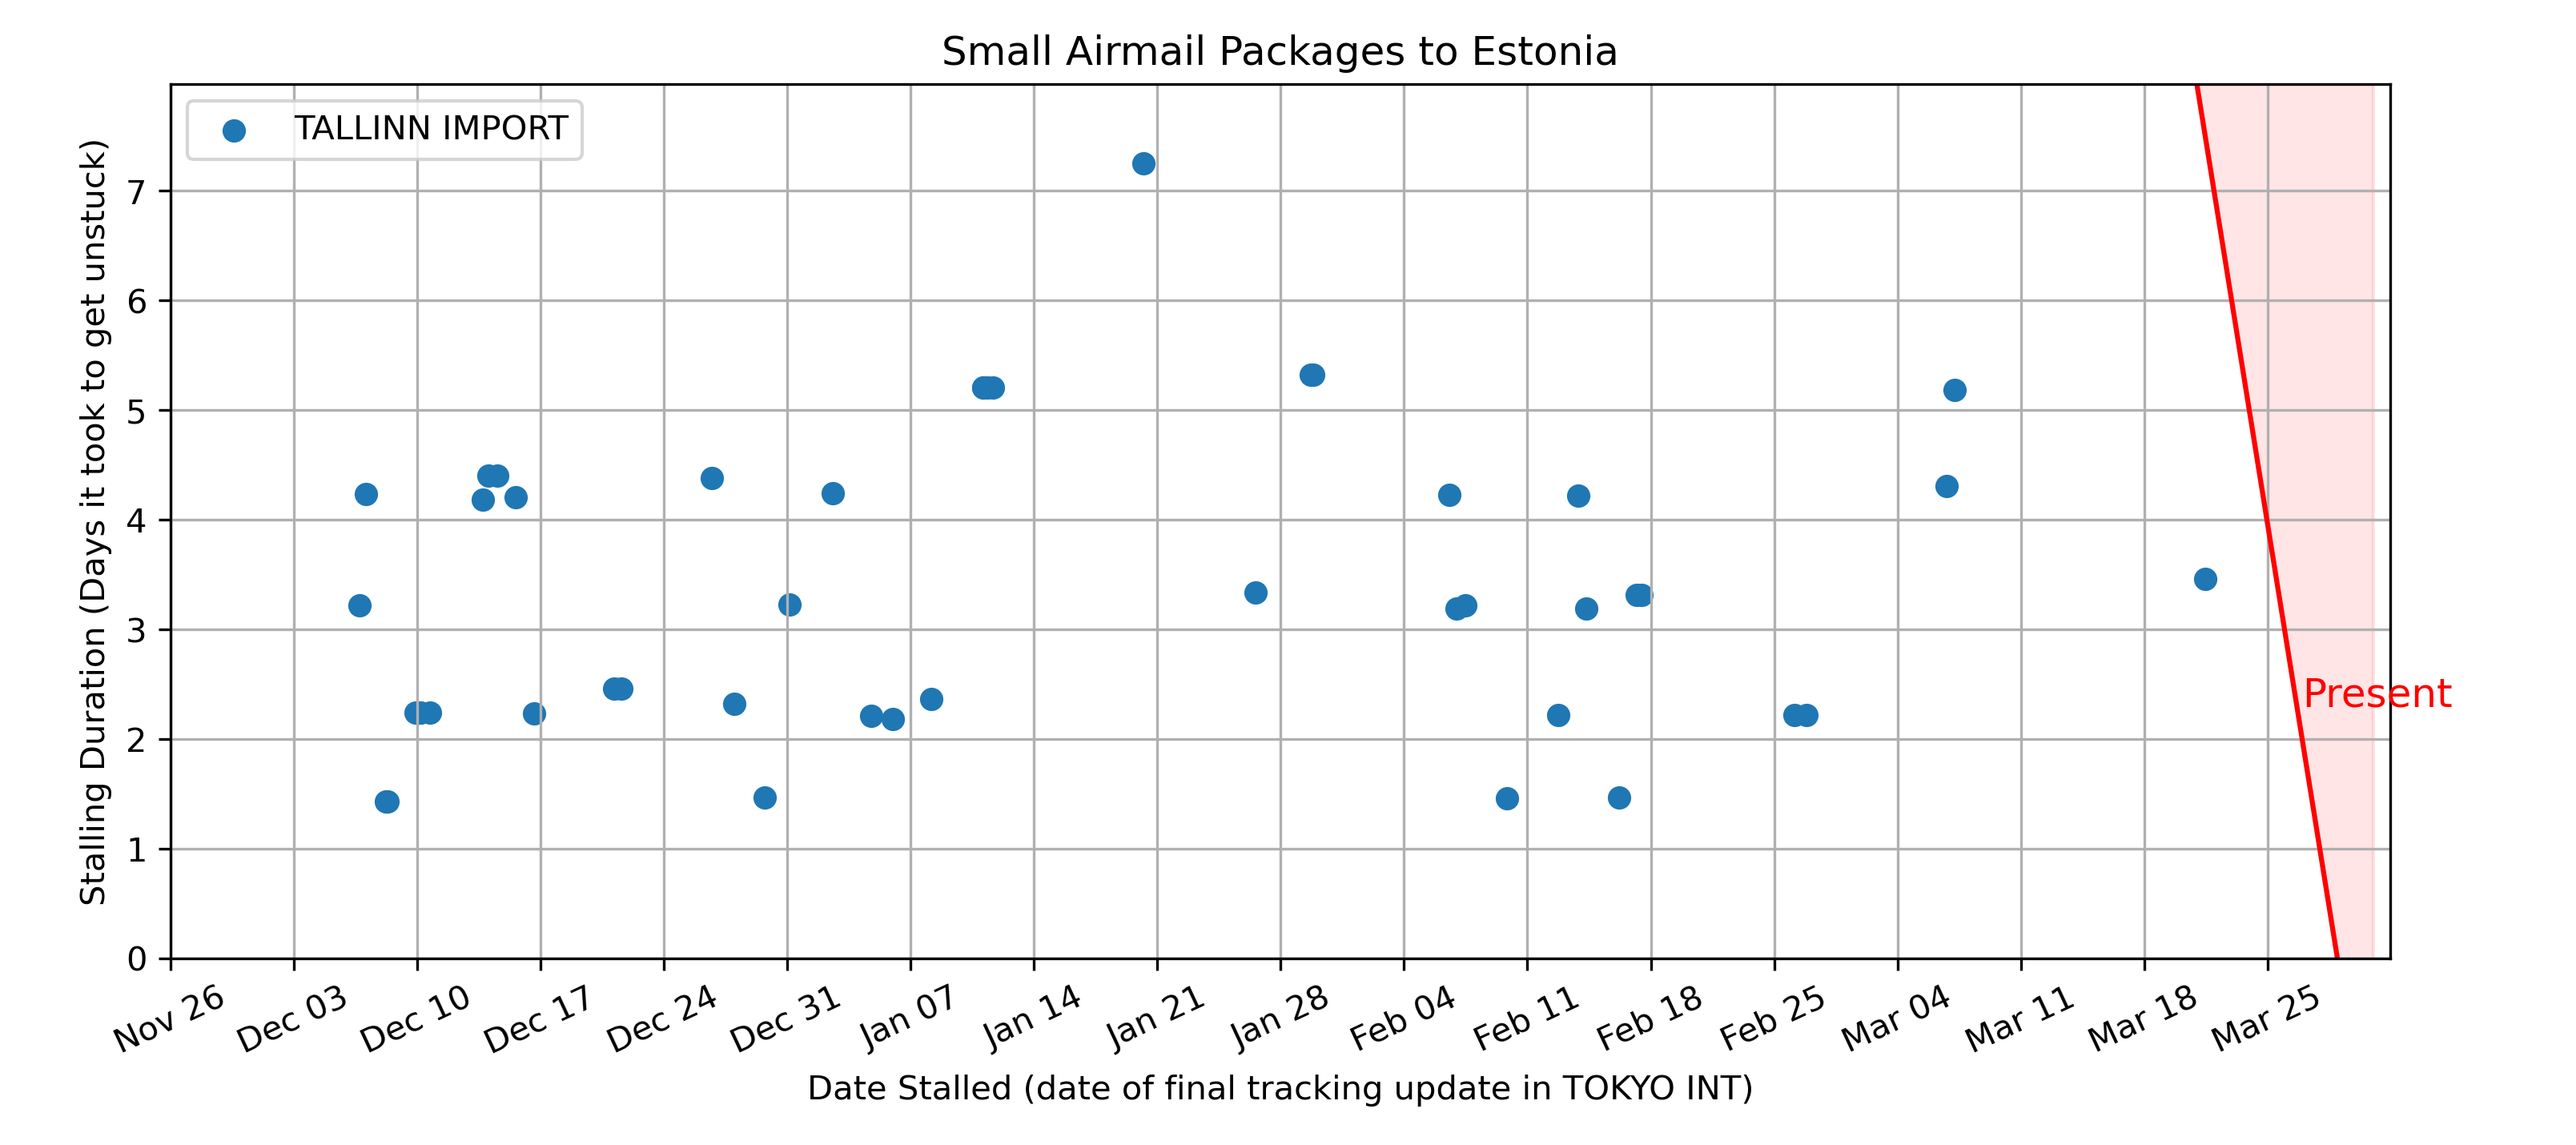 Small Airmail Packages to Estonia
TALLINN IMPORT
Stalling Duration (Days it took to get unstuck)
7
6
5
4
3
2
1
0
Present
Nov 26 Dec 03 Dec 10 Dec 17 Dec 24 Dec 31 Jan 07 Jan 14 Jan 21 Jan 28 Feb 04 Feb 11 Feb 18 Feb 25 Mar 04 Mar 11 Mar 18 Mar 25
Date Stalled (date of final tracking update in TOKYO INT)